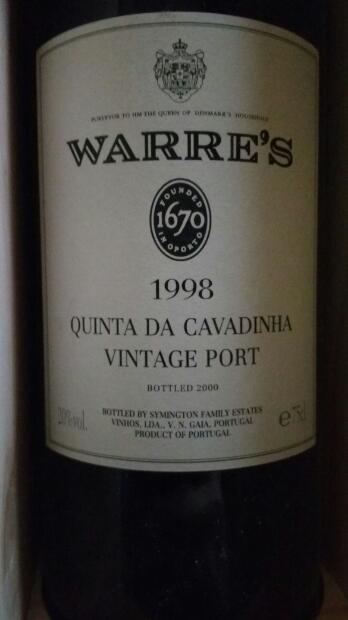 PURVEYOR TO HM THE QUEEN OF DENMARK'S HOUSEHOLD
WARRE'S
FOUNDED
1670
IN OPORTO
1998
QUINTA DA CAVADINHA
VINTAGE PORT
BOTTLED 2000
20%vol.
BOTTLED BY SYMINGTON FAMILY ESTATES
VINHOS, LDA., V. N. GAIA, PORTUGAL
PRODUCT OF PORTUGAL
e 75cl